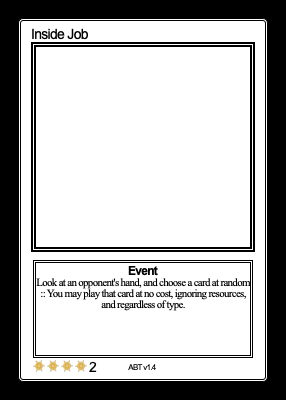 Inside Job
Event
Look at an opponent's hand, and choose a card at random
:: You may play that card at no cost, ignoring resources,
and regardless of type.
2
ABT v1.4